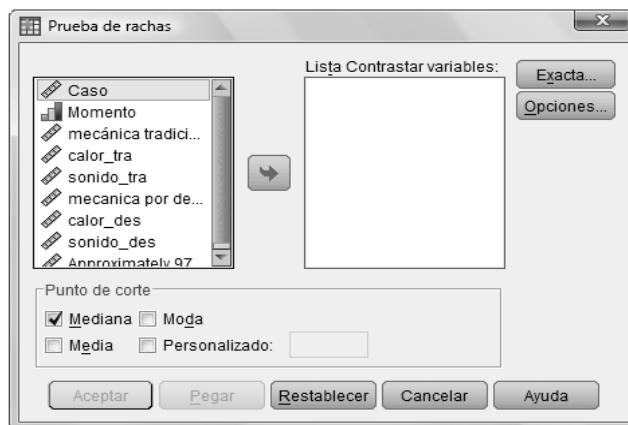 Prueba de rachas
Lista Contrastar variables:
Caso
Momento
mecánica tradici...
calor_tra
sonido_tra
mecanica por de...
calor_des
sonido_des
Approximately 97
Exacta...
Opciones...
Punto de corte
Mediana Moda
Media Personalizado:
Aceptar Pegar Restablecer Cancelar Ayuda